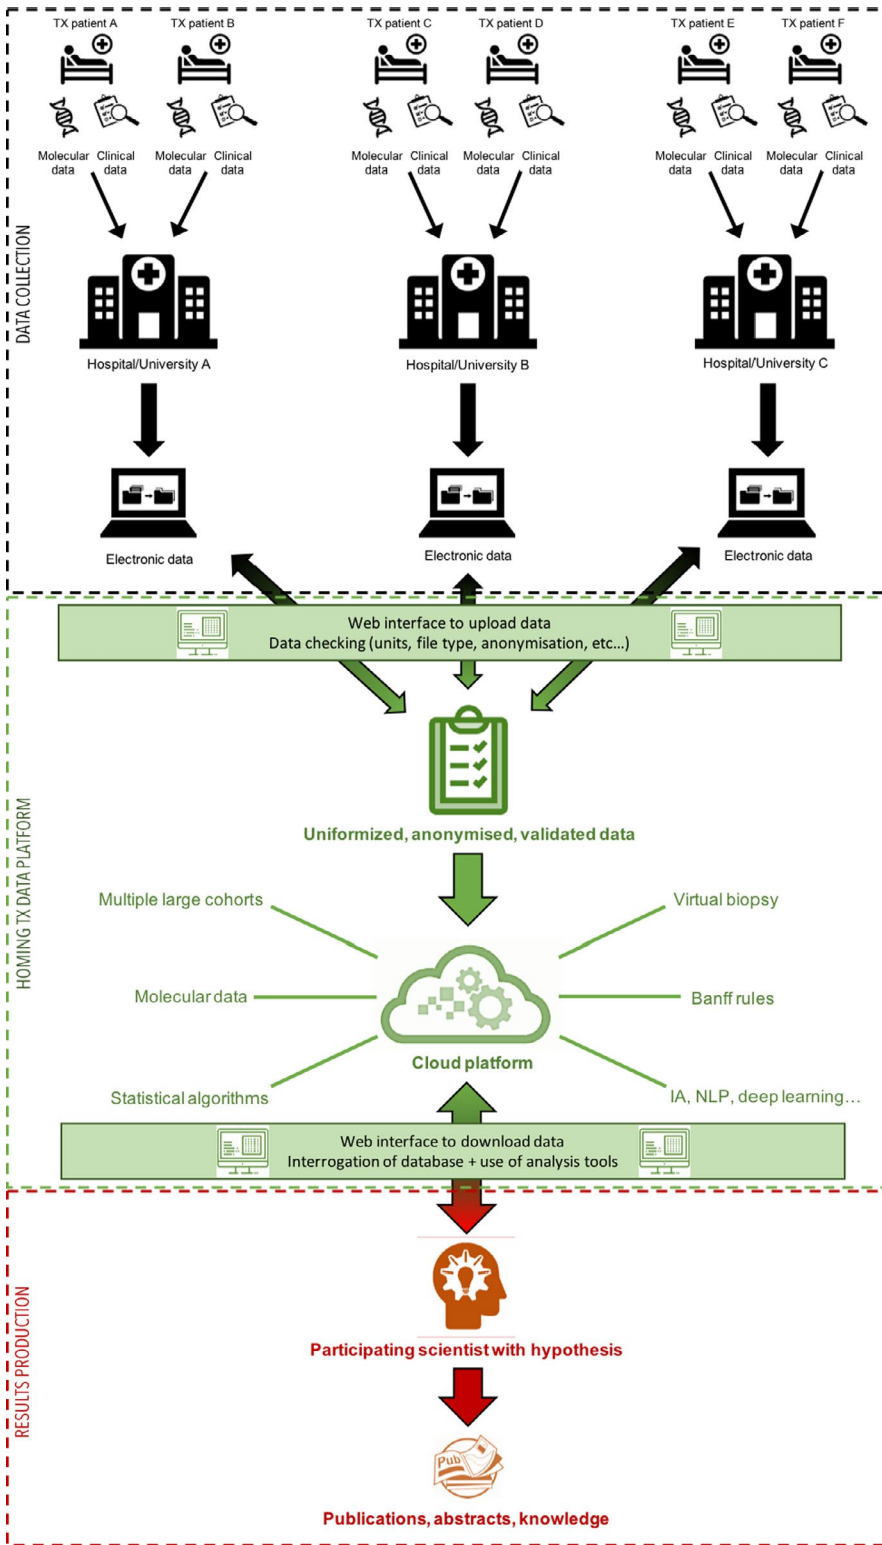 TX patient A
TX patient B
TX patient C
TX patient D
TX patient E
TX patient F
Molecular data
Clinical data
Molecular data
Clinical data
Molecular data
Clinical data
Molecular data
Clinical data
Molecular data
Clinical data
Molecular data
Clinical data
DATA COLLECTION
Hospital/University A
Hospital/University B
Hospital/University C
Electronic data
Electronic data
Electronic data
HOMING TX DATA PLATFORM
Web interface to upload data
Data checking (units, file type, anonymisation, etc...)
Uniformized, anonymised, validated data
Multiple large cohorts
Virtual biopsy
Molecular data
Banff rules
Cloud platform
Statistical algorithms
IA, NLP, deep learning...
Web interface to download data
Interrogation of database + use of analysis tools
RESULTS PRODUCTION
Participating scientist with hypothesis
Pub
Publications, abstracts, knowledge